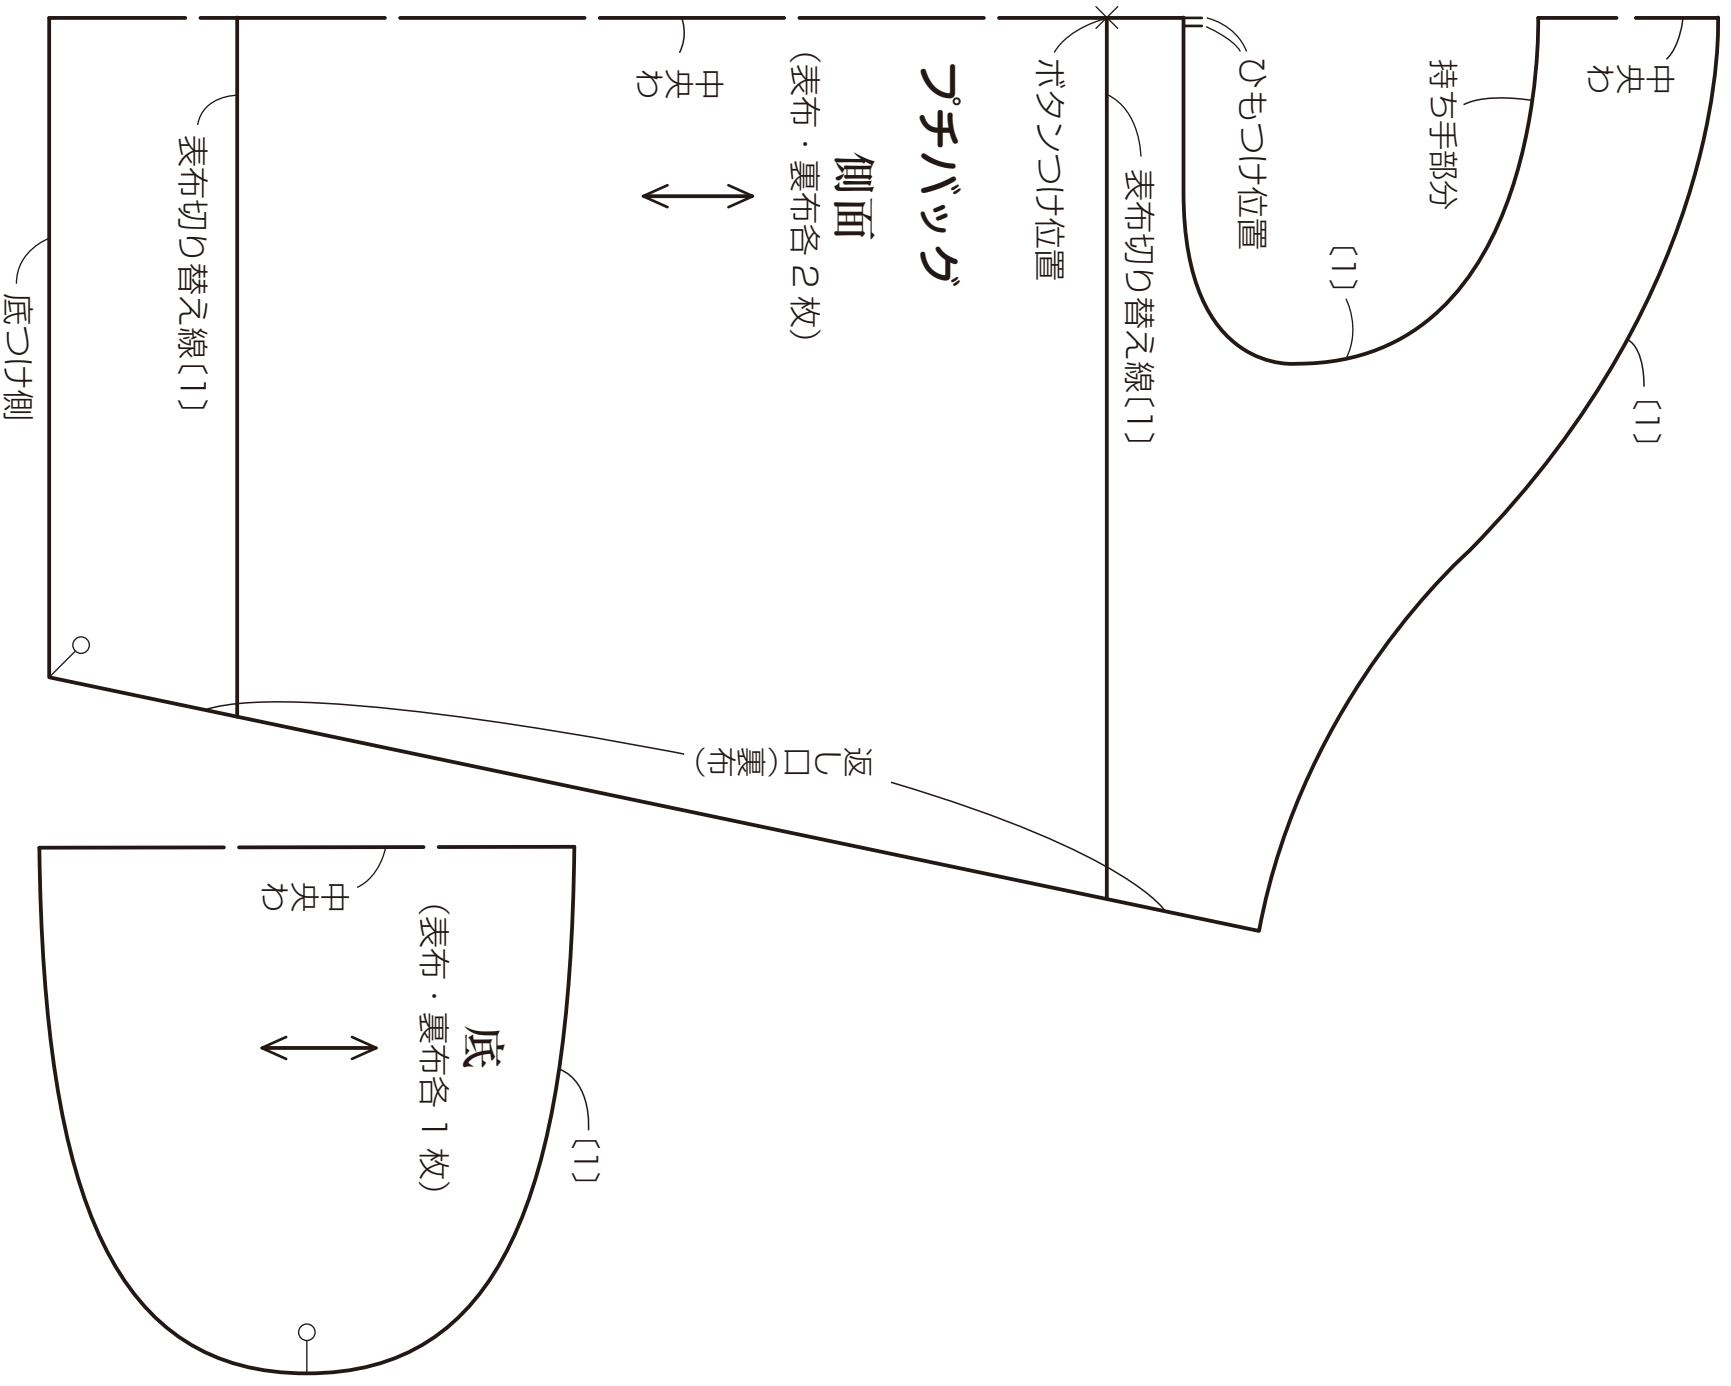 中央
わ
持ち手部分
〔1〕
〔1〕
ひもつけ位置
表布切り替え線〔1〕
ボタンつけ位置
プチバッグ
側面
(表布・裏布各2枚)
中央
わ
表布切り替え線〔1〕
底つけ側
返し口(裏布)
中央
わ
底
(表布・裏布各1枚)
〔1〕